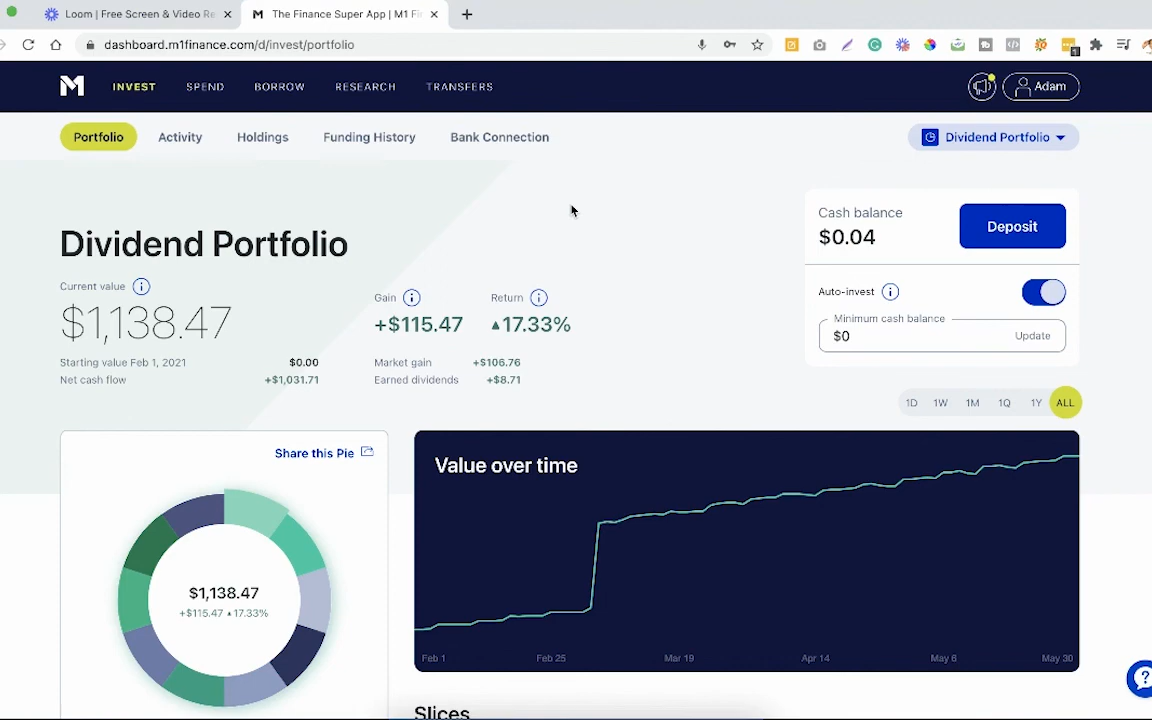 Loom | Free Screen & Video Re
The Finance Super App | M1 Fi
dashboard.m1finance.com/d/invest/portfolio
1
M
INVEST
SPEND
BORROW
RESEARCH
TRANSFERS
Adam
Portfolio
Activity
Holdings
Funding History
Bank Connection
Dividend Portfolio
Dividend Portfolio
Cash balance
$0.04
Deposit
Current value
$1,138.47
Gain
+$115.47
Return
▲17.33%
Auto-invest
Minimum cash balance
$0
Update
Starting value Feb 1, 2021
$0.00
Net cash flow
+$1,031.71
Market gain
+$106.76
Earned dividends
+$8.71
1D 1W 1M 1Q 1Y ALL
Share this Pie
$1,138.47
+$115.47 ▲17.33%
Value over time
Feb 1
Feb 25
Mar 19
Apr 14
May 6
May 30
Slices
?